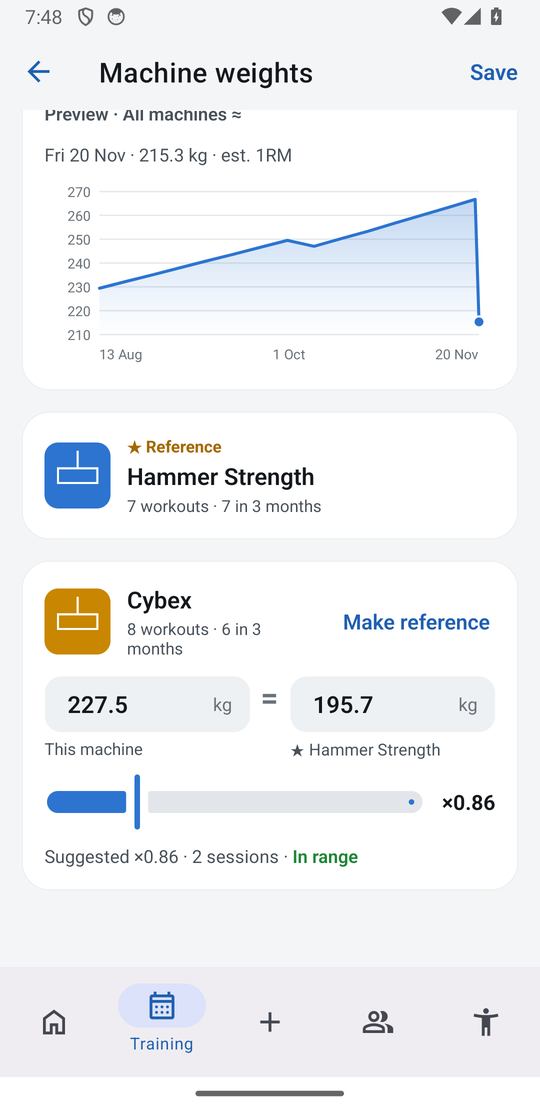 7:48
Machine weights
Save
Preview · All machines ≈
Fri 20 Nov · 215.3 kg · est. 1RM
270
260
250
240
230
220
210
13 Aug
1 Oct
20 Nov
★ Reference
Hammer Strength
7 workouts · 7 in 3 months
Cybex
8 workouts · 6 in 3
months
Make reference
227.5 kg = 195.7 kg
This machine
★ Hammer Strength
×0.86
Suggested ×0.86 · 2 sessions · In range
Training